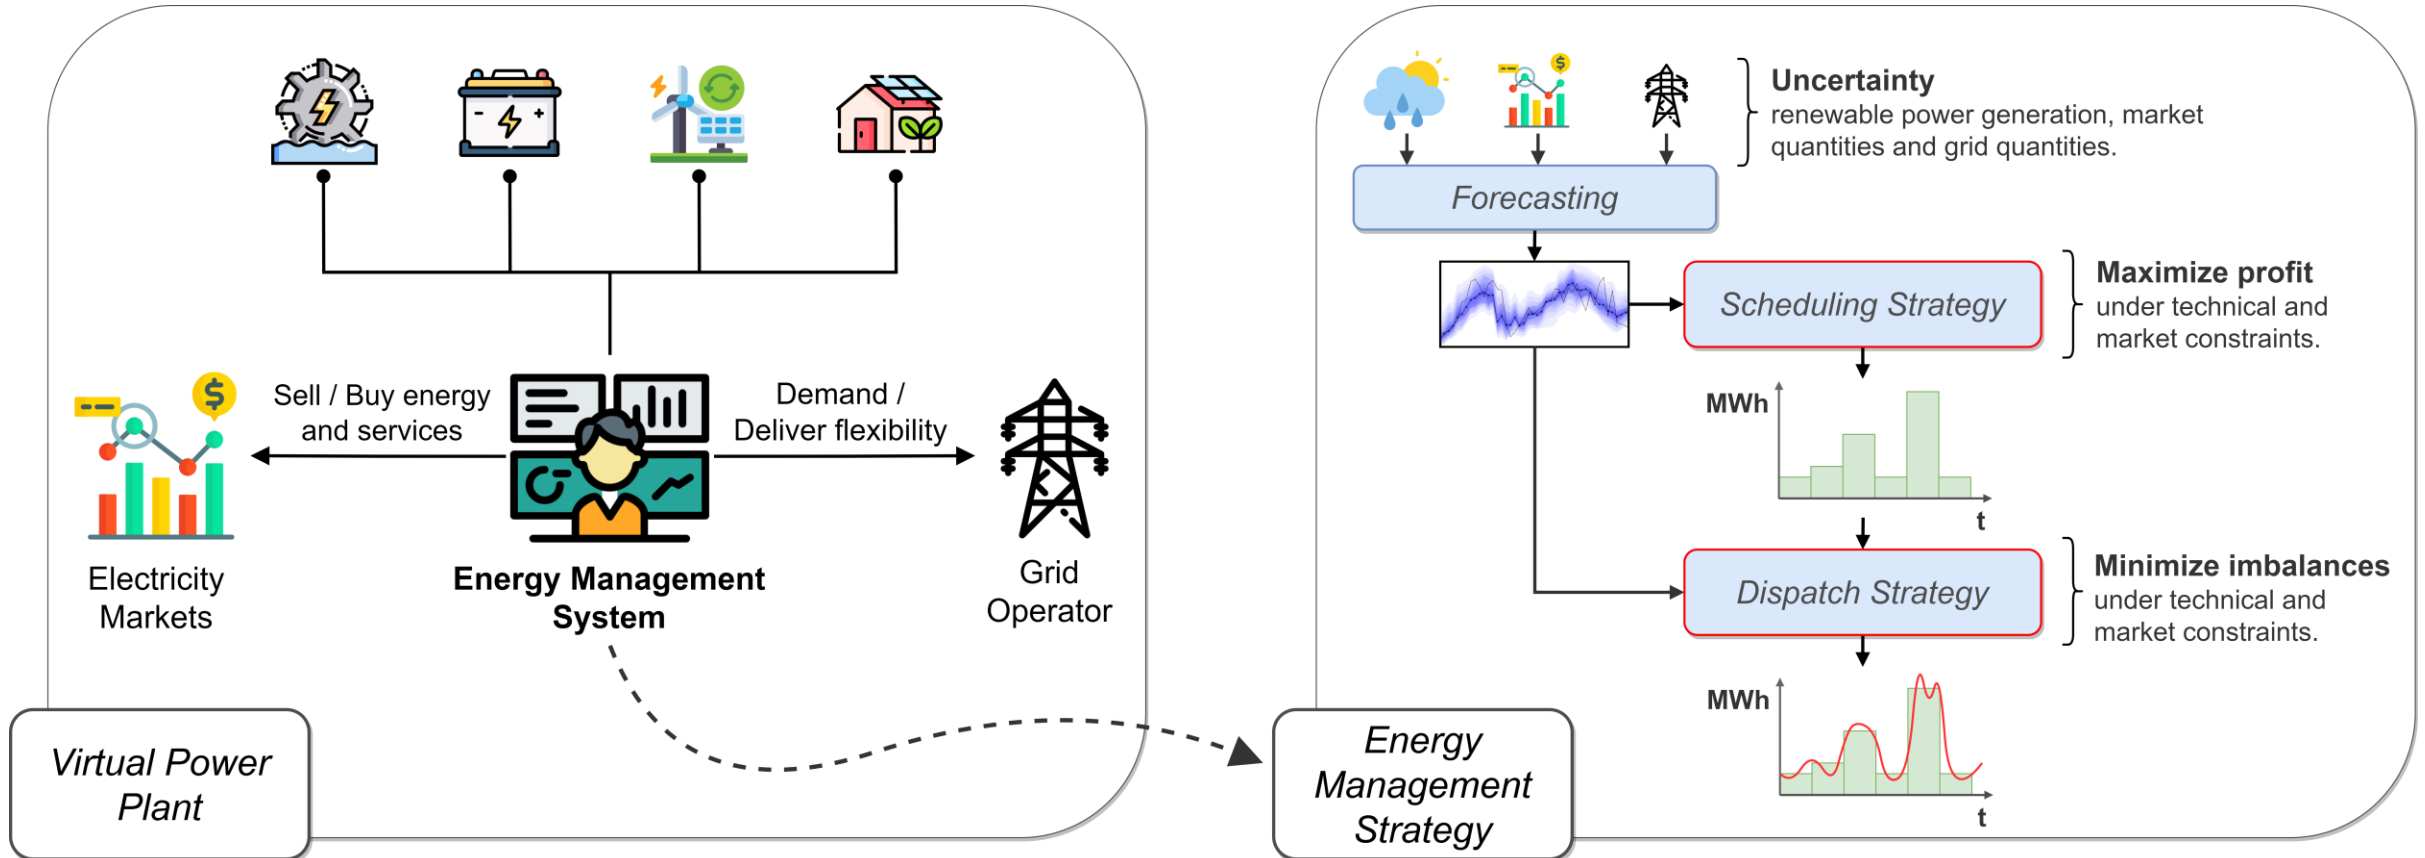 Sell / Buy energy
and services
Demand /
Deliver flexibility
Electricity
Markets
Energy Management
System
Grid
Operator
Virtual Power
Plant
Uncertainty
renewable power generation, market
quantities and grid quantities.
Forecasting
Scheduling Strategy
Maximize profit
under technical and
market constraints.
MWh
t
Dispatch Strategy
Minimize imbalances
under technical and
market constraints.
MWh
t
Energy
Management
Strategy